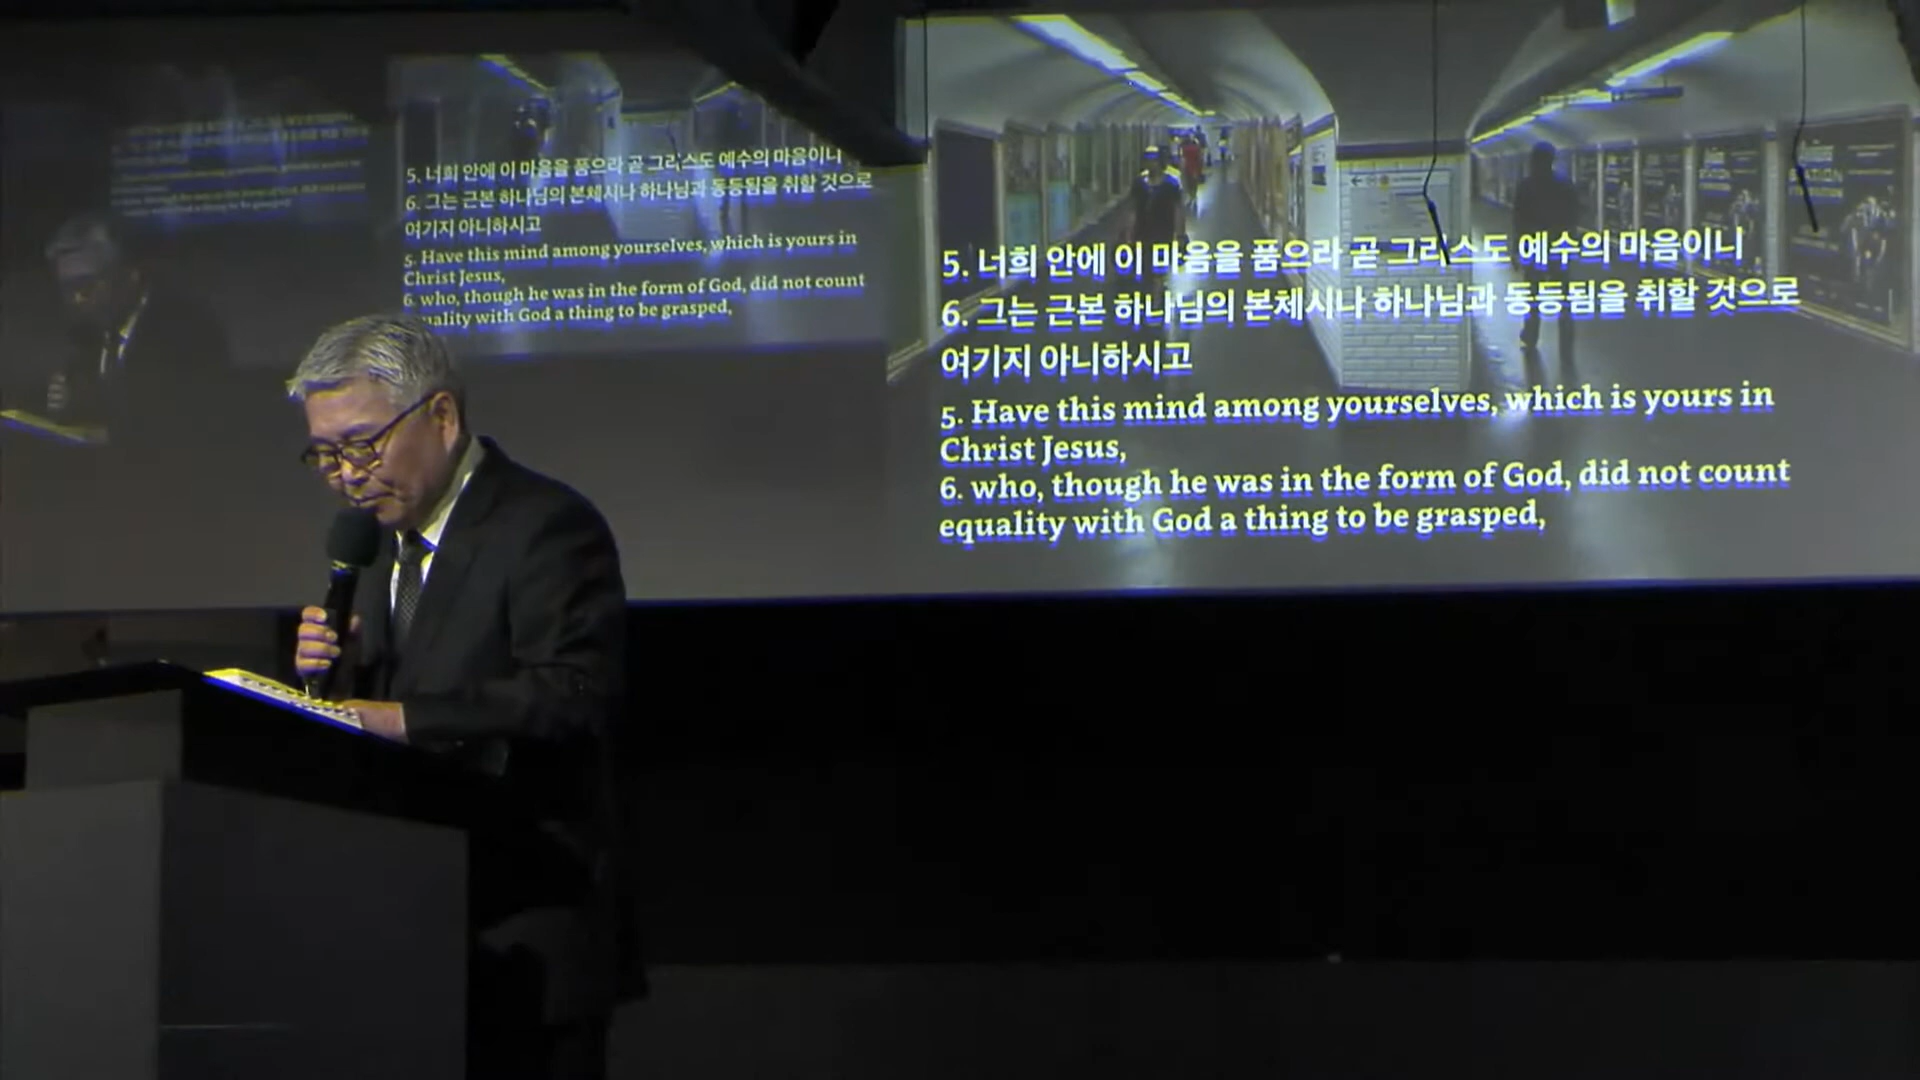 5. 너희 안에 이 마음을 품으라 곧 그리스도 예수의 마음이니
6. 그는 근본 하나님의 본체시나 하나님과 동등됨을 취할 것으로
여기지 아니하시고
5. Have this mind among yourselves, which is yours in
Christ Jesus,
6. who, though he was in the form of God, did not count
ality with God a thing to be grasped,
5. 너희 안에 이 마음을 품으라 곧 그리스도 예수의 마음이니
6. 그는 근본 하나님의 본체시나 하나님과 동등됨을 취할 것으로
여기지 아니하시고
5. Have this mind among yourselves, which is yours in
Christ Jesus,
6. who, though he was in the form of God, did not count
equality with God a thing to be grasped,